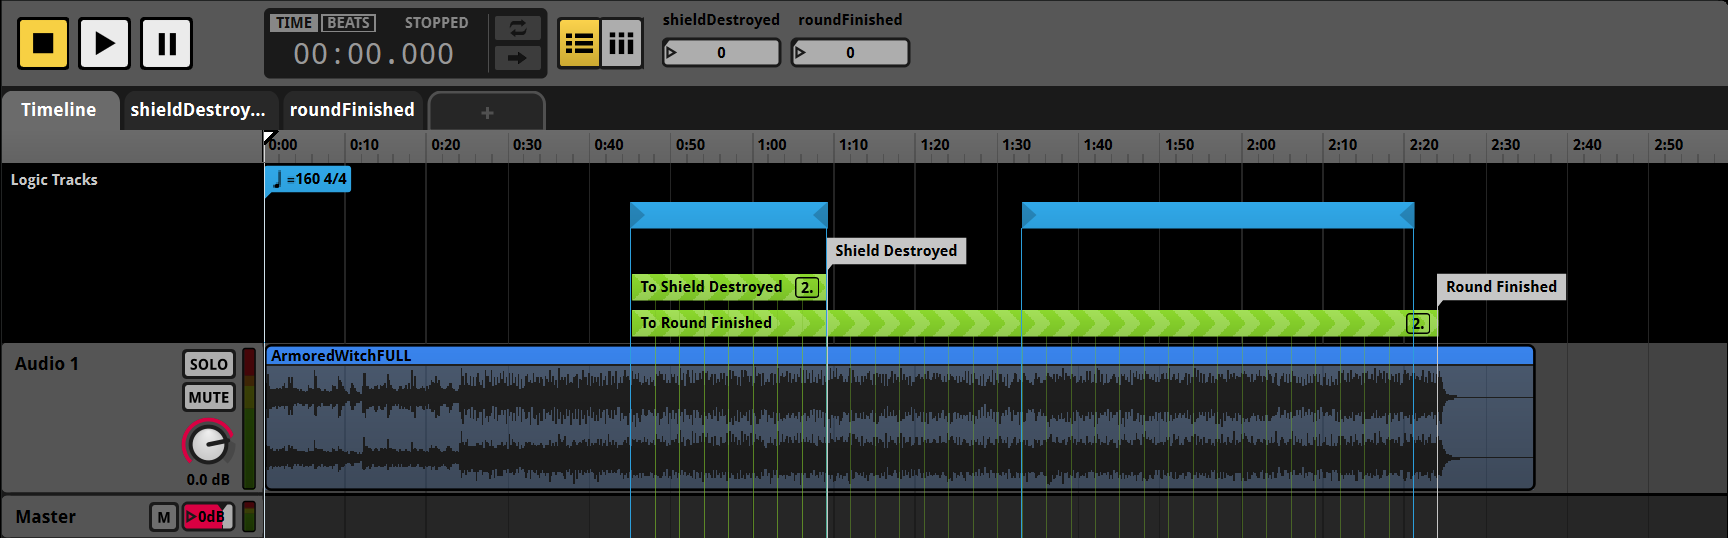 shieldDestroyed roundFinished
TIME BEATS STOPPED
00:00.000
0 0
Timeline shieldDestroy... roundFinished +
0:00 0:10 0:20 0:30 0:40 0:50 1:00 1:10 1:20 1:30 1:40 1:50 2:00 2:10 2:20 2:30 2:40 2:50
Logic Tracks
=160 4/4
Shield Destroyed
To Shield Destroyed 2.
Round Finished
To Round Finished 2.
Audio 1
SOLO
MUTE
0.0 dB
ArmoredWitchFULL
Master M 0dB